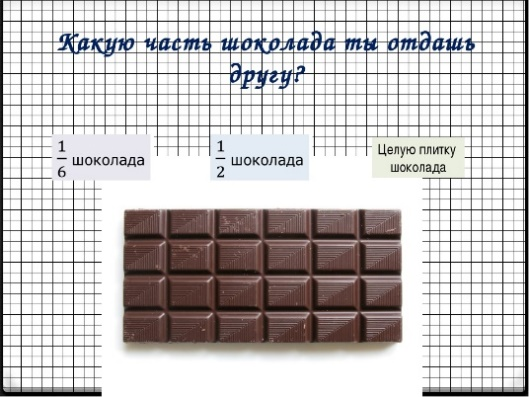 Какую часть шоколада ты отдашь
другу?
1/6 шоколада
1/2 шоколада
Целую плитку
шоколада